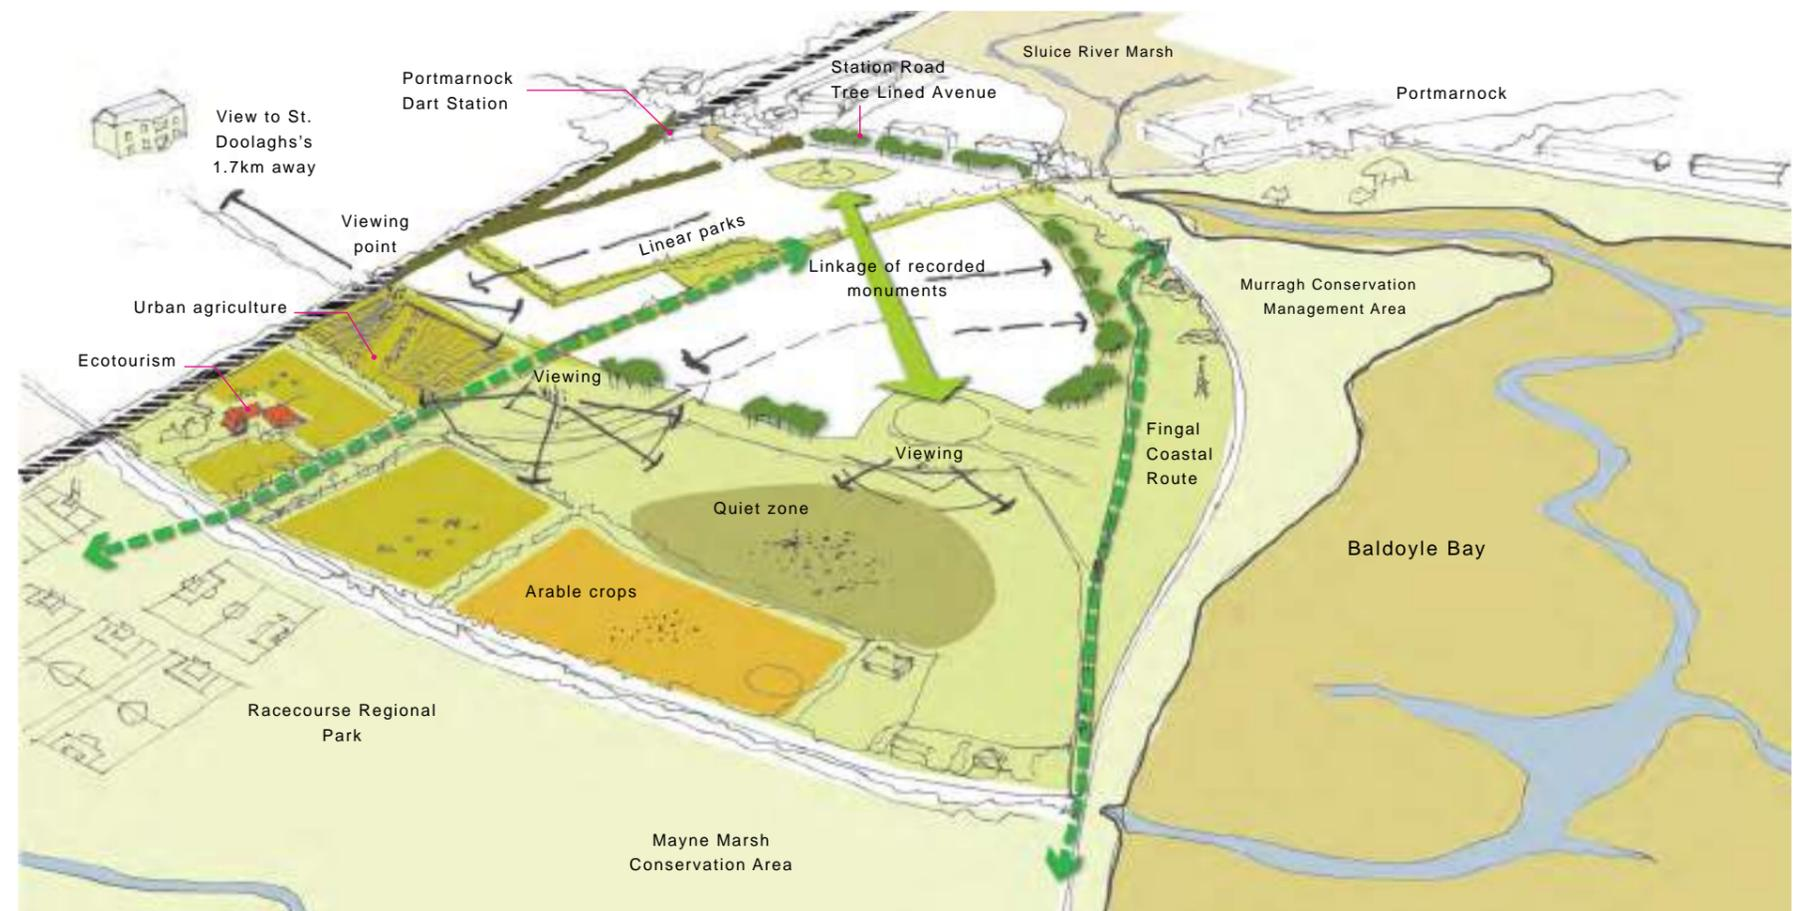 Sluice River Marsh
Station Road
Tree Lined Avenue
Portmarnock
Dart Station
Portmarnock
View to St.
Doolaghs's
1.7km away
Viewing
point
Linear parks
Linkage of recorded
monuments
Murragh Conservation
Management Area
Urban agriculture
Ecotourism
Viewing
Viewing
Fingal
Coastal
Route
Quiet zone
Baldoyle Bay
Arable crops
Racecourse Regional
Park
Mayne Marsh
Conservation Area